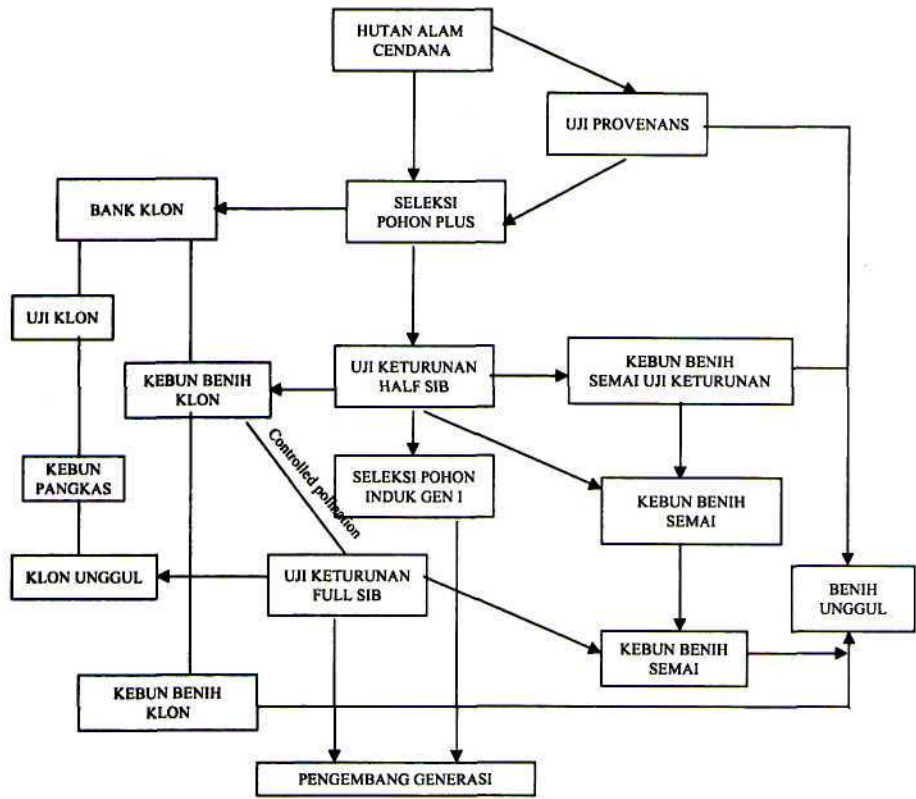 HUTAN ALAM
CENDANA
UJI PROVENANS
BANK KLON
SELEKSI
POHON PLUS
UJI KLON
UJI KETURUNAN
HALF SIB
KEBUN BENIH
SEMAI UJI KETURUNAN
KEBUN BENIH
KLON
Controlled polination
KEBUN
PANGKAS
SELEKSI POHON
INDUK GEN I
KEBUN BENIH
SEMAI
KLON UNGGUL
UJI KETURUNAN
FULL SIB
BENIH
UNGGUL
KEBUN BENIH
SEMAI
KEBUN BENIH
KLON
PENGEMBANG GENERASI